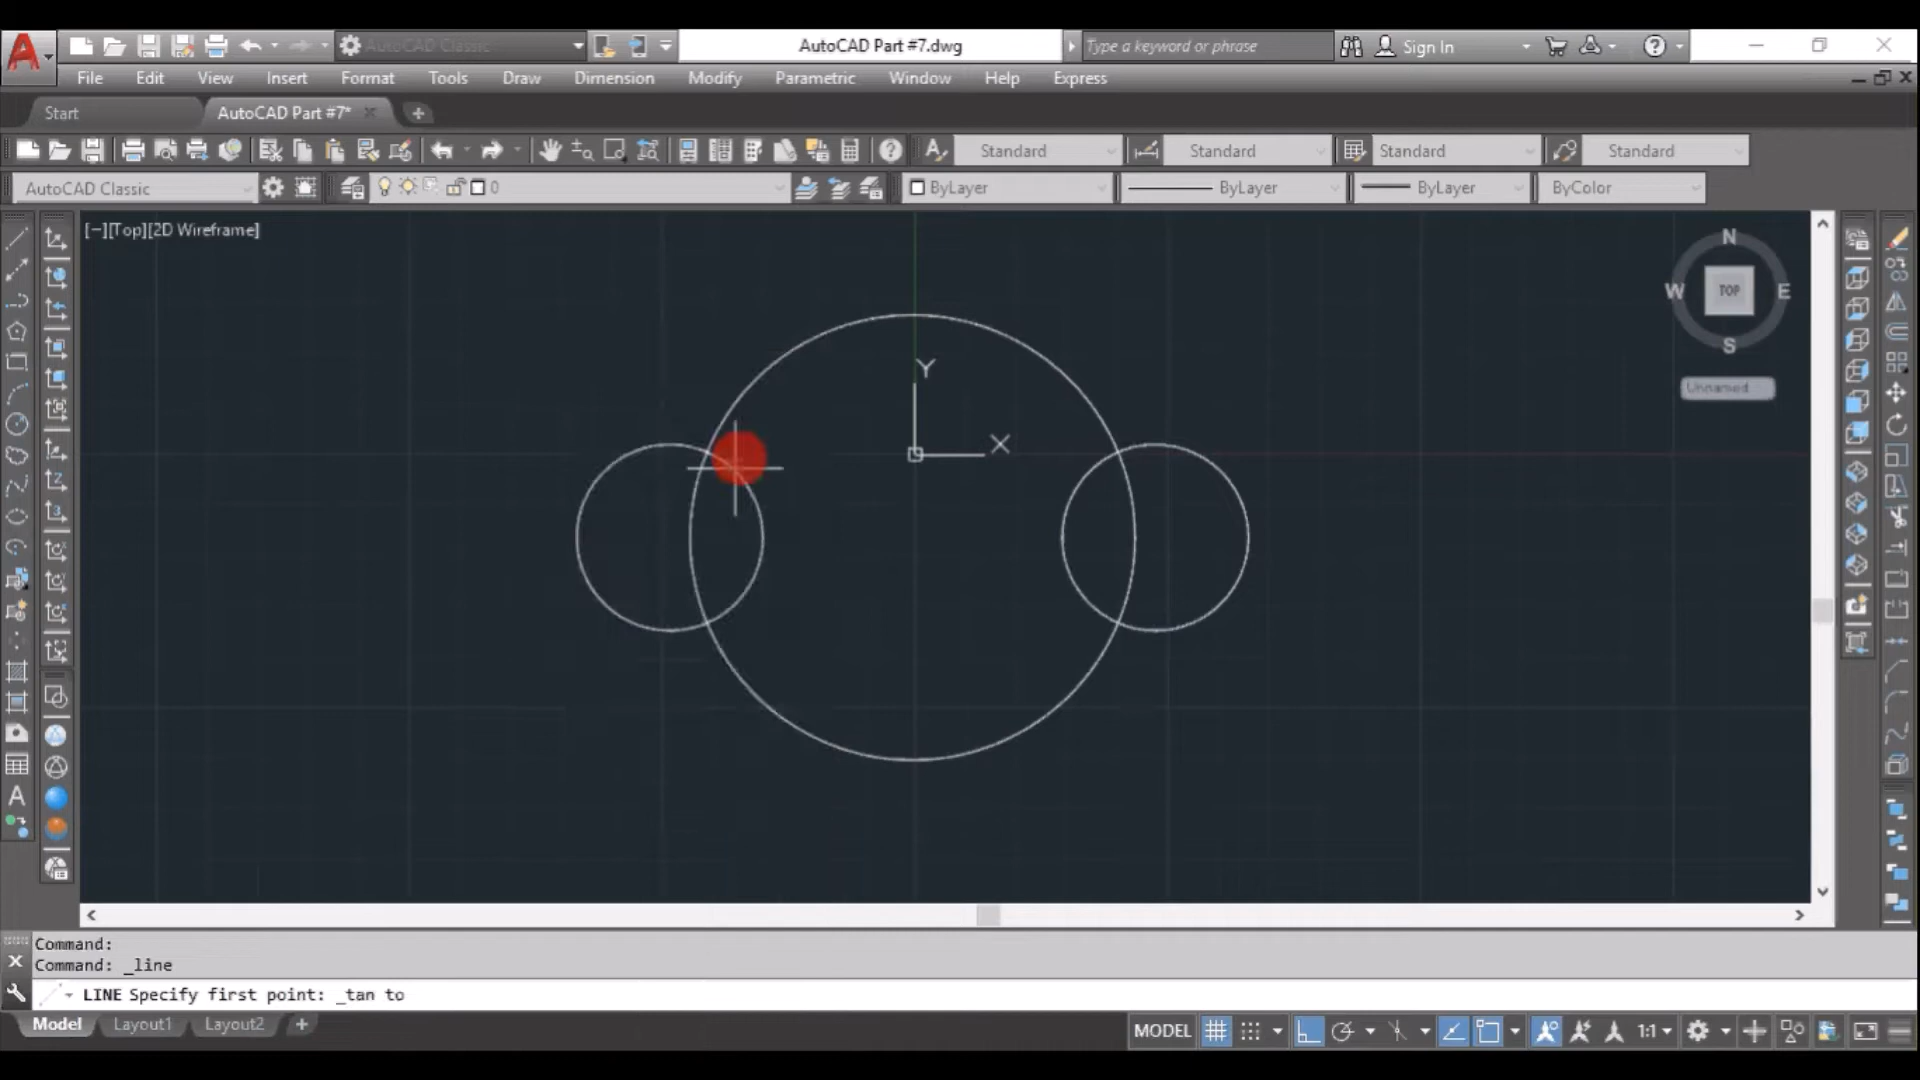 AutoCAD Classic
AutoCAD Part #7.dwg
Type a keyword or phrase
Sign In
File Edit View Insert Format Tools Draw Dimension Modify Parametric Window Help Express
Start
AutoCAD Part #7*
Standard Standard Standard Standard
AutoCAD Classic
0
ByLayer ByLayer ByLayer ByColor
[−][Top][2D Wireframe]
N
W TOP E
S
Unnamed
Y
X
Command:
Command: _line
LINE Specify first point: _tan to
Model Layout1 Layout2
MODEL
1:1